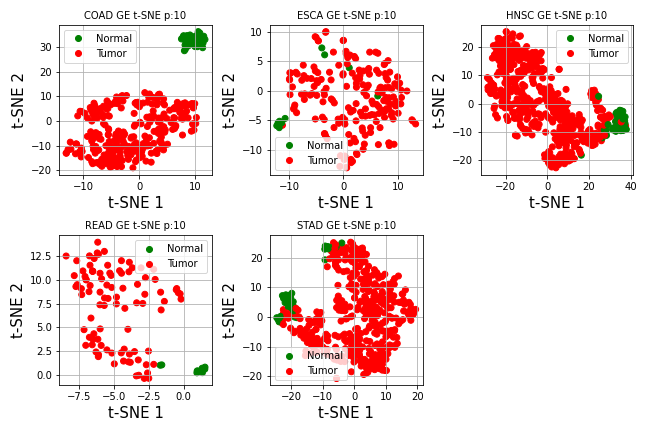 COAD GE t-SNE p:10
ESCA GE t-SNE p:10
HNSC GE t-SNE p:10
Normal
Tumor
30
20
10
0
−10
−20
t-SNE 2
−10
0
10
t-SNE 1
10
5
0
−5
−10
t-SNE 2
Normal
Tumor
−10
0
10
t-SNE 1
Normal
Tumor
20
10
0
−10
−20
t-SNE 2
−20
0
20
40
t-SNE 1
READ GE t-SNE p:10
STAD GE t-SNE p:10
Normal
Tumor
12.5
10.0
7.5
5.0
2.5
0.0
t-SNE 2
−7.5
−5.0
−2.5
0.0
t-SNE 1
20
10
0
−10
−20
t-SNE 2
Normal
Tumor
−20
−10
0
10
20
t-SNE 1